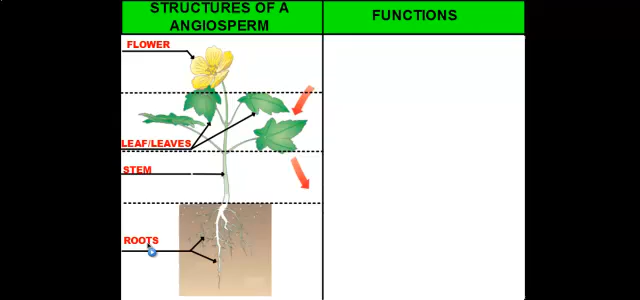 STRUCTURES OF A
ANGIOSPERM
FUNCTIONS
FLOWER
LEAF/LEAVES
STEM
ROOTS